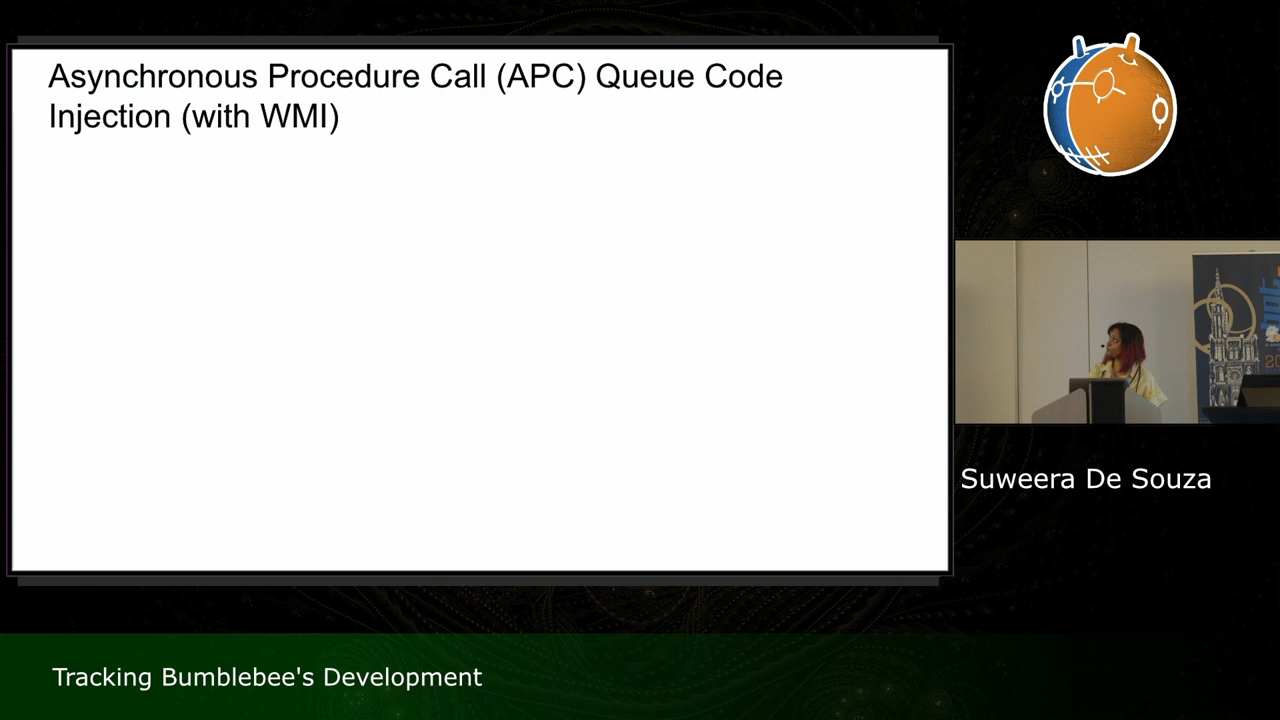 Asynchronous Procedure Call (APC) Queue Code
Injection (with WMI)
Suweera De Souza
Tracking Bumblebee's Development